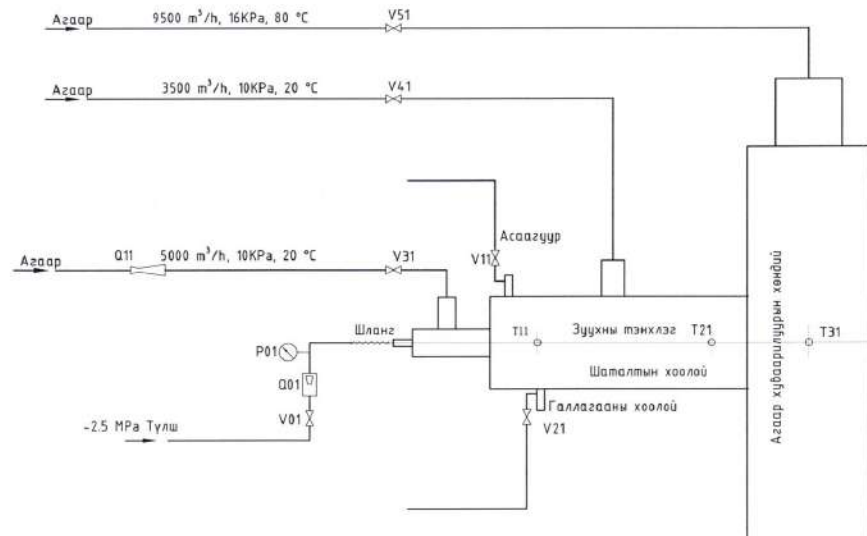 Агаар 9500 m³/h, 16KPa, 80 °C V51
Агаар 3500 m³/h, 10KPa, 20 °C V41
Асаагуур
V11
Агаар Q11 5000 m³/h, 10KPa, 20 °C V31
Шланг
P01
Q01
V01
~2.5 MPa Түлш
T11 Зуухны тэнхлэг T21 T31
Шаталтын хоолой
Галлагааны хоолой
V21
Агаар хуваарилуурын хөндий